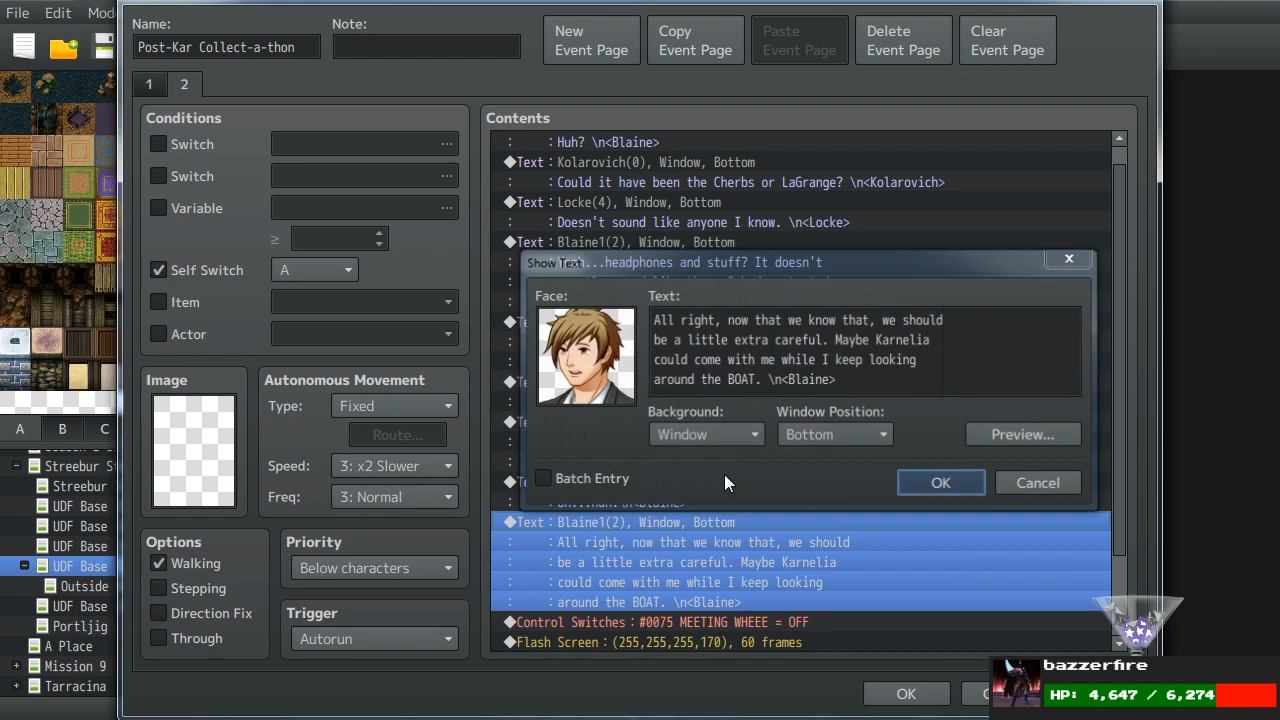 File Edit Mod
Name:
Note:
Post-Kar Collect-a-thon
New
Event Page
Copy
Event Page
Paste
Event Page
Delete
Event Page
Clear
Event Page
1 2
Conditions
Switch ...
Switch ...
Variable ...
≥
Self Switch A
Item
Actor
Image
Autonomous Movement
Type: Fixed
Route...
Speed: 3: x2 Slower
Freq: 3: Normal
Options
Walking
Stepping
Direction Fix
Through
Priority
Below characters
Trigger
Autorun
A B C
Streebur St
Streebur
UDF Base
UDF Base
UDF Base
UDF Base
Outside
UDF Base
Portljig
A Place
Mission 9
Tarracina
Contents
: : Huh? \n<Blaine>
◆Text : Kolarovich(0), Window, Bottom
: : Could it have been the Cherbs or LaGrange? \n<Kolarovich>
◆Text : Locke(4), Window, Bottom
: : Doesn't sound like anyone I know. \n<Locke>
◆Text : Blaine1(2), Window, Bottom
...headphones and stuff? It doesn't
Show Text
Face:
Text:
All right, now that we know that, we should
be a little extra careful. Maybe Karnelia
could come with me while I keep looking
around the BOAT. \n<Blaine>
Background:
Window
Window Position:
Bottom
Preview...
Batch Entry
OK
Cancel
◆Text : Blaine1(2), Window, Bottom
: : All right, now that we know that, we should
: : be a little extra careful. Maybe Karnelia
: : could come with me while I keep looking
: : around the BOAT. \n<Blaine>
◆Control Switches : #0075 MEETING WHEEE = OFF
◆Flash Screen : (255,255,255,170), 60 frames
OK
bazzerfire
HP: 4,647 / 6,274